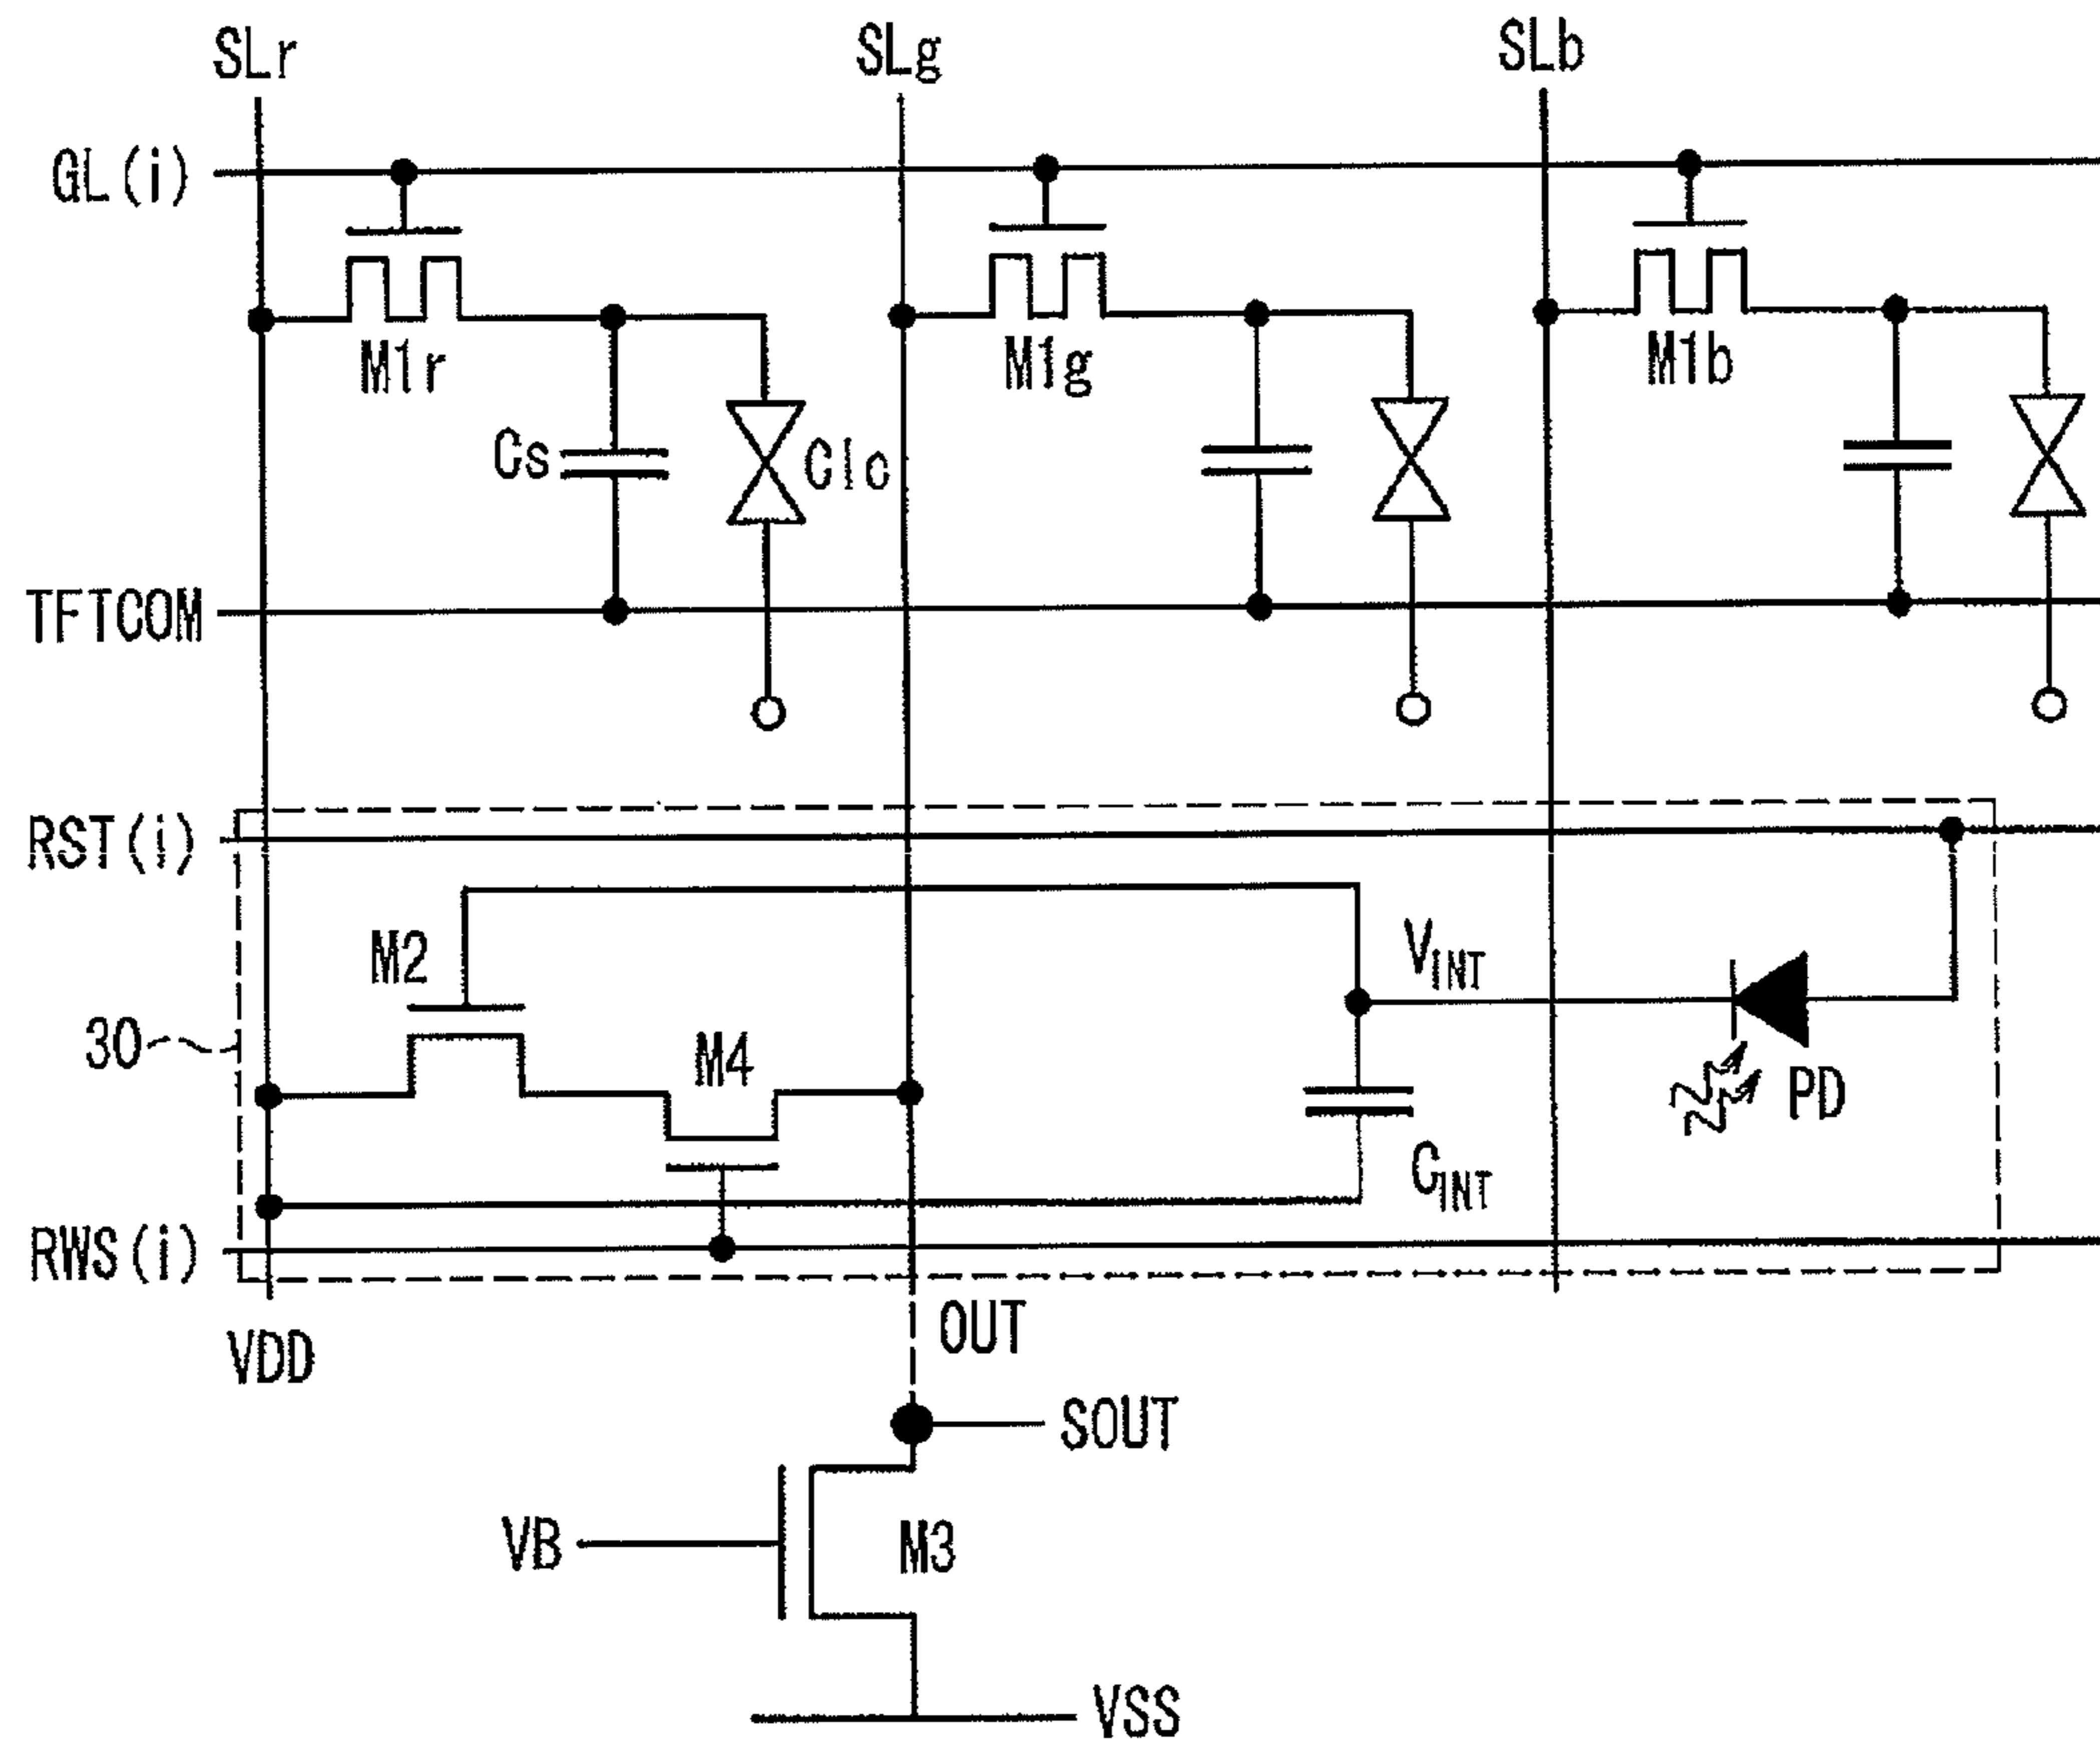 SLr SLg SLb
GL(i)
M1r M1g M1b
Cs Clc
TFTCOM
RST(i)
M2 VINT
30 M4 PD
CINT
RWS(i)
VDD OUT
SOUT
VB M3
VSS